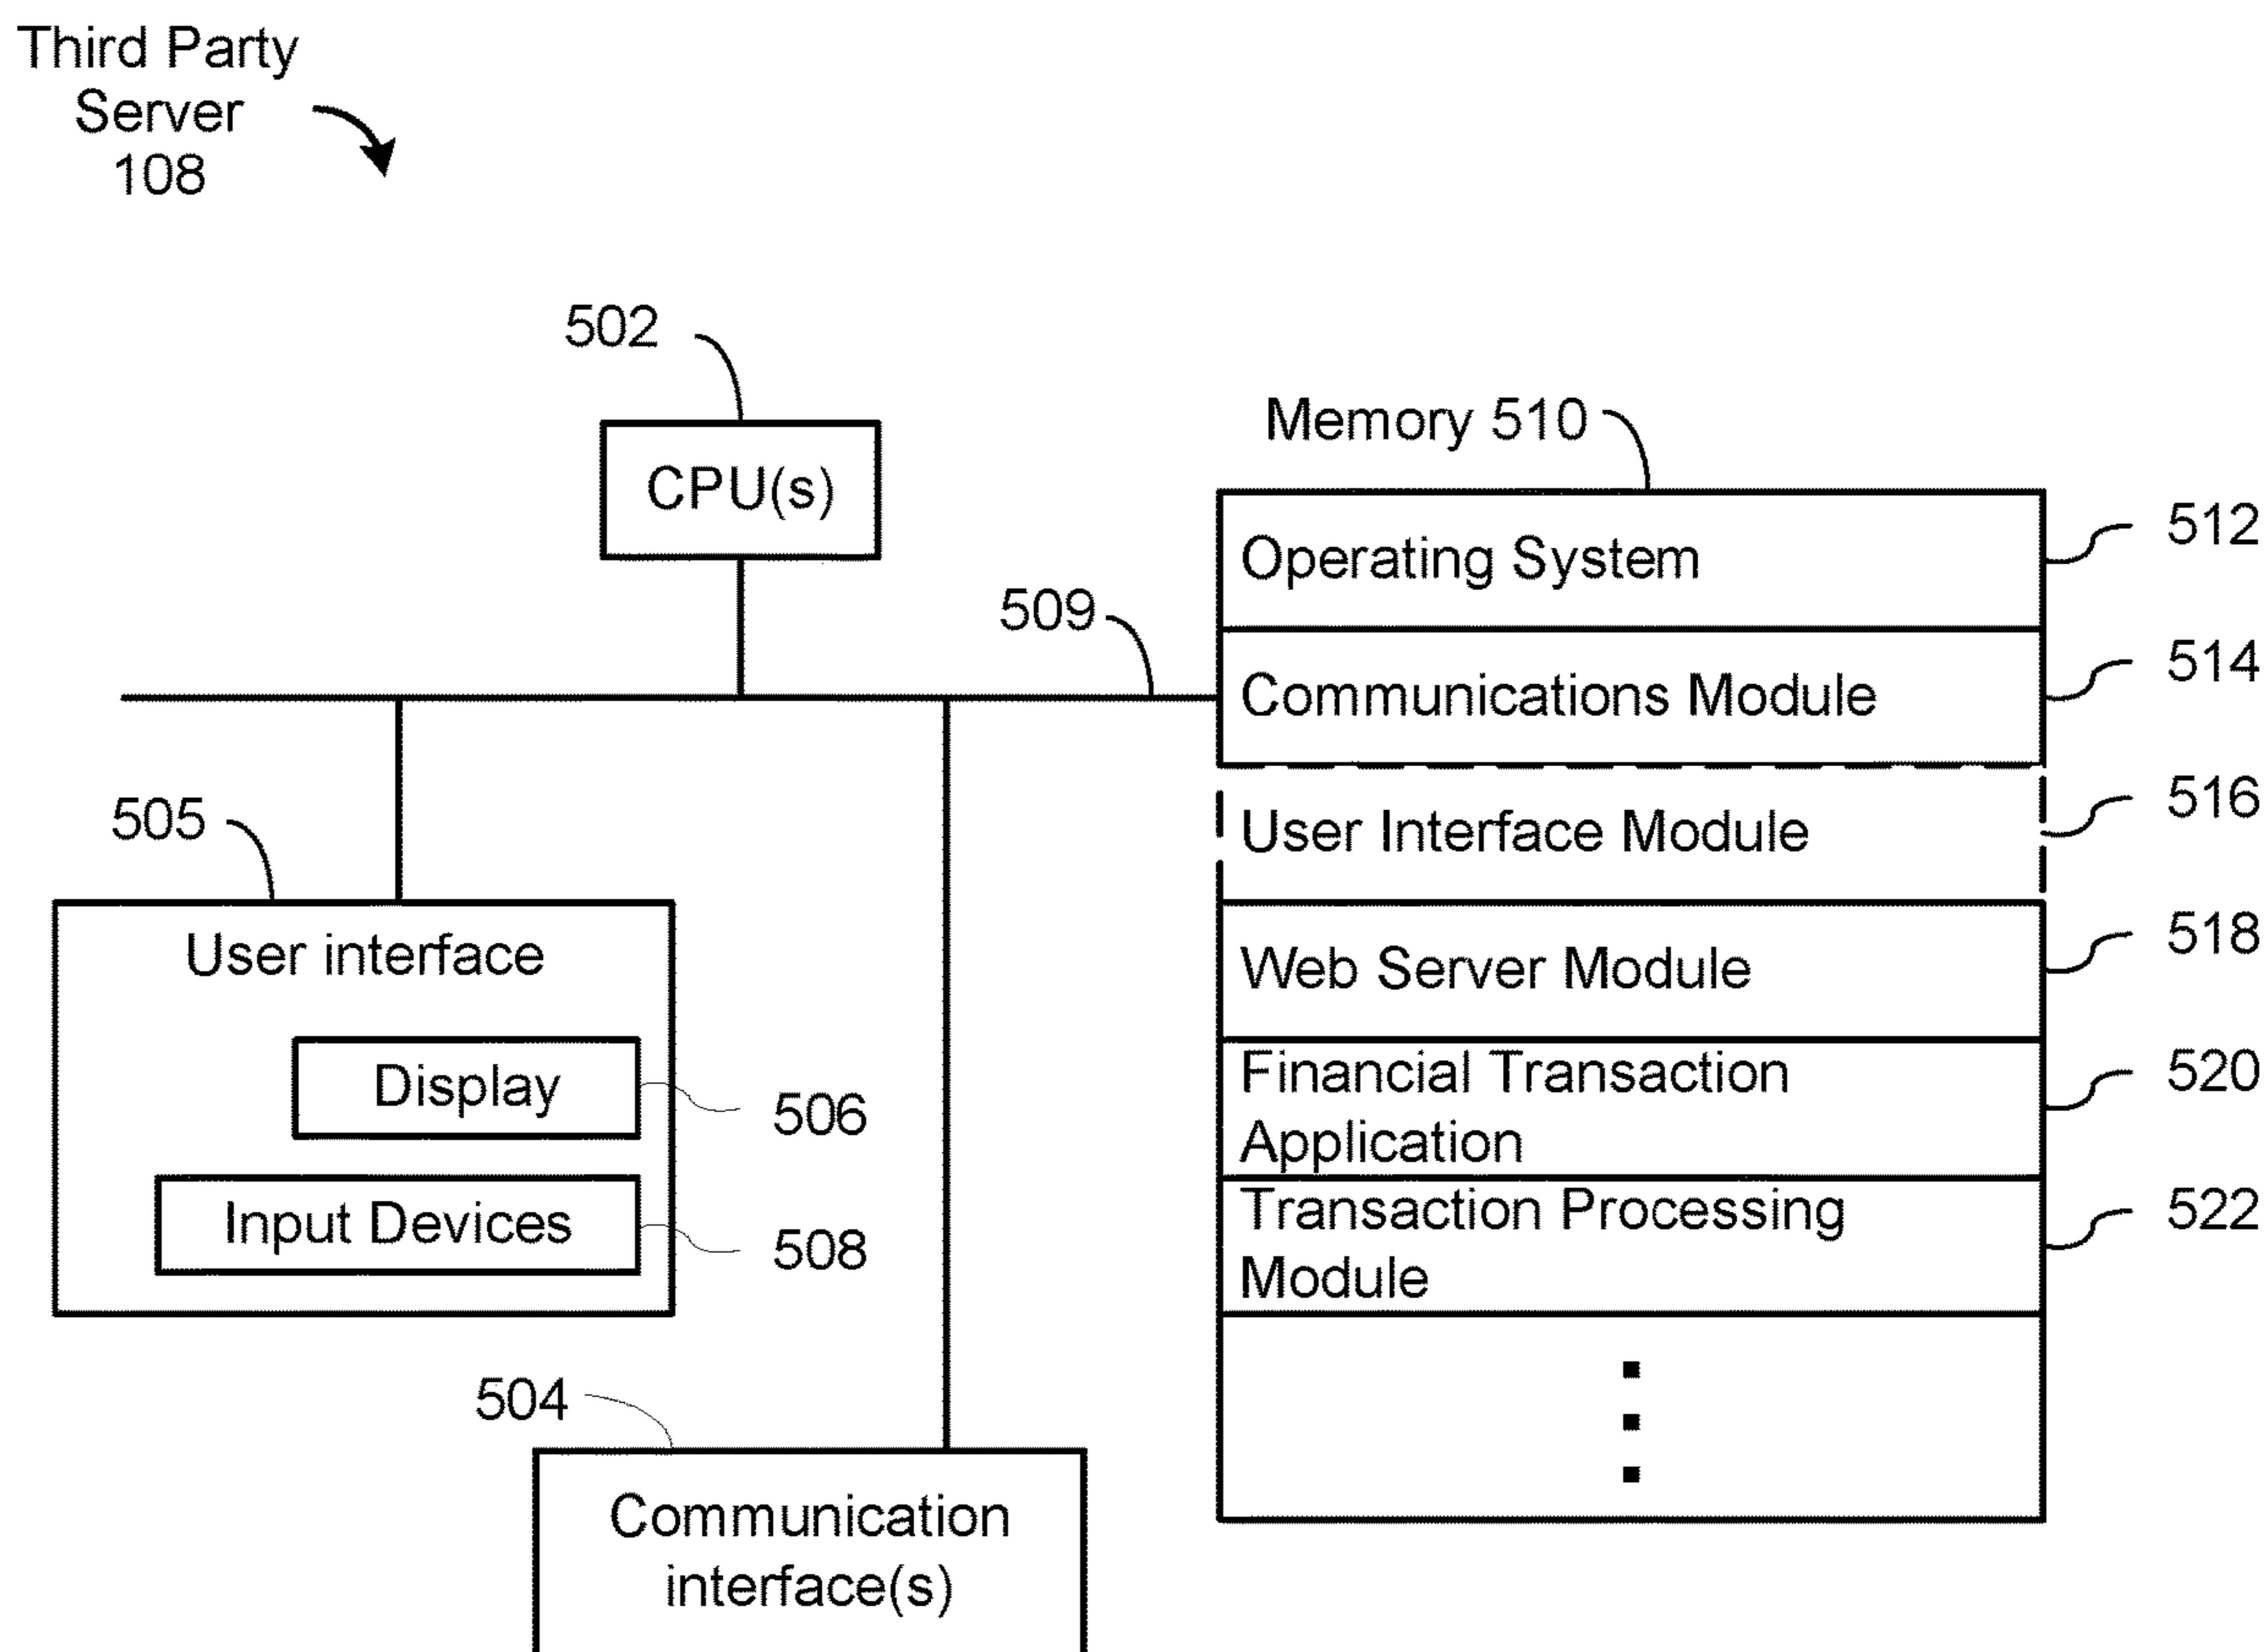 Third Party
Server
108
502
CPU(s)
Memory 510
Operating System
512
509
Communications Module
514
User Interface Module
516
505
User interface
Web Server Module
518
Display
506
Financial Transaction
Application
520
Input Devices
508
Transaction Processing
Module
522
504
Communication
interface(s)